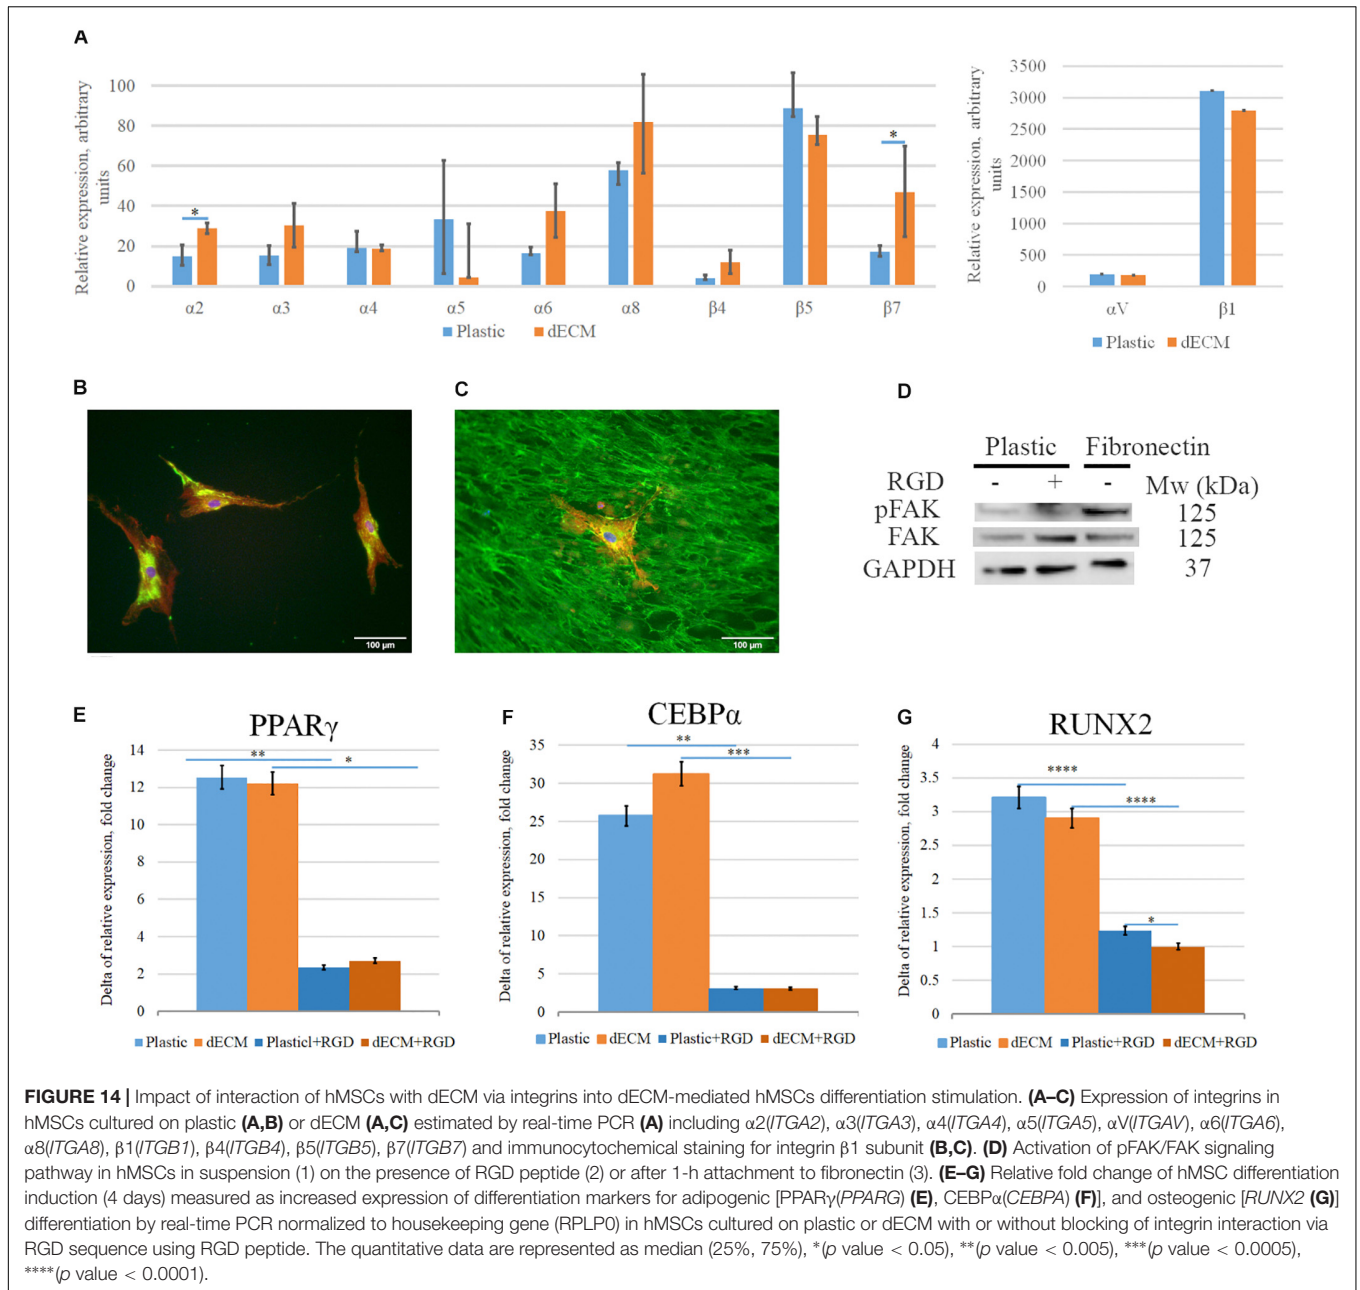 A
Relative expression, arbitrary
units
100
80
60
40
20
0
*
*
α2 α3 α4 α5 α6 α8 β4 β5 β7
Plastic dECM
Relative expression, arbitrary
units
3500
3000
2500
2000
1500
1000
500
0
αV β1
Plastic dECM
B
100 µm
C
100 µm
D
Plastic Fibronectin
RGD - + - Mw (kDa)
pFAK 125
FAK 125
GAPDH 37
E
PPARγ
Delta of relative expression, fold change
14
12
10
8
6
4
2
0
** *
Plastic dECM Plasticl+RGD dECM+RGD
F
CEBPα
Delta of relative expression, fold change
35
30
25
20
15
10
5
0
**
***
Plastic dECM Plastic+RGD dECM+RGD
G
RUNX2
Delta of relative expression, fold change
4
3.5
3
2.5
2
1.5
1
0.5
0
****
****
*
Plastic dECM Plastic+RGD dECM+RGD
FIGURE 14 | Impact of interaction of hMSCs with dECM via integrins into dECM-mediated hMSCs differentiation stimulation. (A–C) Expression of integrins in
hMSCs cultured on plastic (A,B) or dECM (A,C) estimated by real-time PCR (A) including α2(ITGA2), α3(ITGA3), α4(ITGA4), α5(ITGA5), αV(ITGAV), α6(ITGA6),
α8(ITGA8), β1(ITGB1), β4(ITGB4), β5(ITGB5), β7(ITGB7) and immunocytochemical staining for integrin β1 subunit (B,C). (D) Activation of pFAK/FAK signaling
pathway in hMSCs in suspension (1) on the presence of RGD peptide (2) or after 1-h attachment to fibronectin (3). (E–G) Relative fold change of hMSC differentiation
induction (4 days) measured as increased expression of differentiation markers for adipogenic [PPARγ(PPARG) (E), CEBPα(CEBPA) (F)], and osteogenic [RUNX2 (G)]
differentiation by real-time PCR normalized to housekeeping gene (RPLP0) in hMSCs cultured on plastic or dECM with or without blocking of integrin interaction via
RGD sequence using RGD peptide. The quantitative data are represented as median (25%, 75%), *(p value < 0.05), **(p value < 0.005), ***(p value < 0.0005),
****(p value < 0.0001).